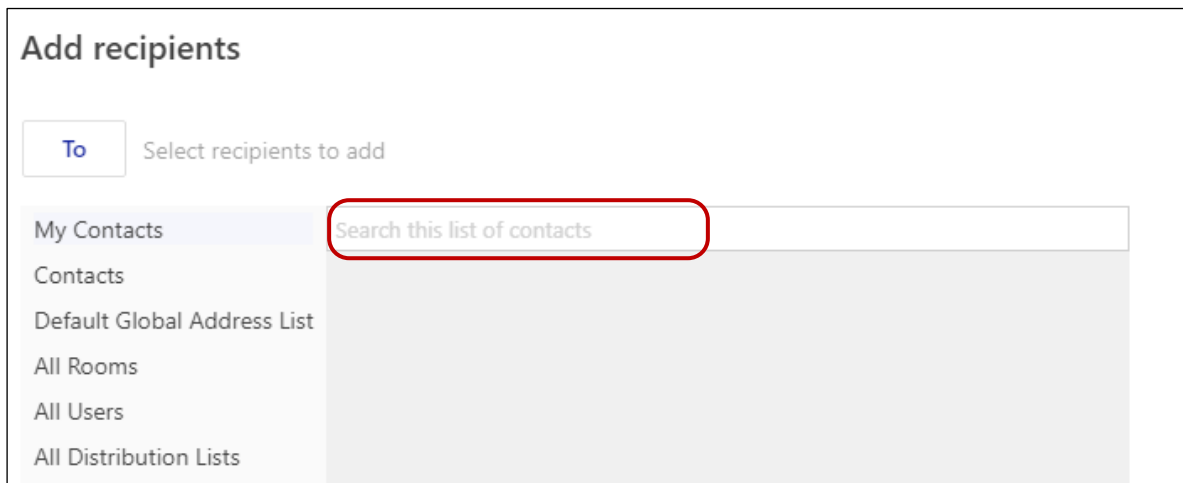 Add recipients
To Select recipients to add
My Contacts Search this list of contacts
Contacts
Default Global Address List
All Rooms
All Users
All Distribution Lists